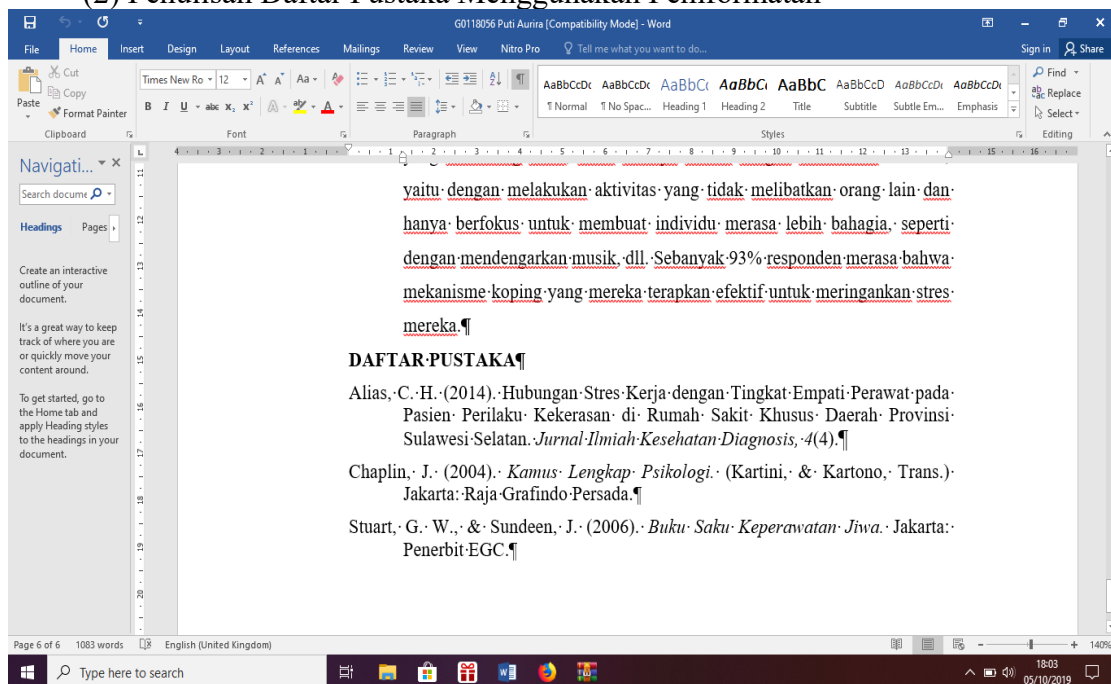 (2) Penulisan Daftar Pustaka Menggunakan Pemformatan
G0118056 Puti Aurira [Compatibility Mode] - Word
File Home Insert Design Layout References Mailings Review View Nitro Pro Tell me what you want to do... Sign in Share
Cut
Copy
Format Painter
Paste
Times New Ro 12
AaBbCcDc AaBbCcDc AaBbC AaBbC AaBbC AaBbCcD AaBbCcDt AaBbCcDt
¶ Normal ¶ No Spac... Heading 1 Heading 2 Title Subtitle Subtle Em... Emphasis
Find
Replace
Select
Clipboard Font Paragraph Styles Editing
Navigati...
Search docume
Headings Pages
Create an interactive
outline of your
document.
It's a great way to keep
track of where you are
or quickly move your
content around.
To get started, go to
the Home tab and
apply Heading styles
to the headings in your
document.
yaitu·dengan·melakukan·aktivitas·yang·tidak·melibatkan·orang·lain·dan·
hanya·berfokus·untuk·membuat·individu·merasa·lebih·bahagia,·seperti·
dengan·mendengarkan·musik,·dll.·Sebanyak·93%·responden·merasa·bahwa·
mekanisme·koping·yang·mereka·terapkan·efektif·untuk·meringankan·stres·
mereka.¶
DAFTAR·PUSTAKA¶
Alias,·C.·H.·(2014).·Hubungan·Stres·Kerja·dengan·Tingkat·Empati·Perawat·pada·
Pasien·Perilaku·Kekerasan·di·Rumah·Sakit·Khusus·Daerah·Provinsi·
Sulawesi·Selatan.·Jurnal·Ilmiah·Kesehatan·Diagnosis,·4(4).¶
Chaplin,·J.·(2004).·Kamus·Lengkap·Psikologi.·(Kartini,·&·Kartono,·Trans.)·
Jakarta:·Raja·Grafindo·Persada.¶
Stuart,·G.·W.,·&·Sundeen,·J.·(2006).·Buku·Saku·Keperawatan·Jiwa.·Jakarta:·
Penerbit·EGC.¶
Page 6 of 6 1083 words English (United Kingdom) 140%
Type here to search
18:03
05/10/2019